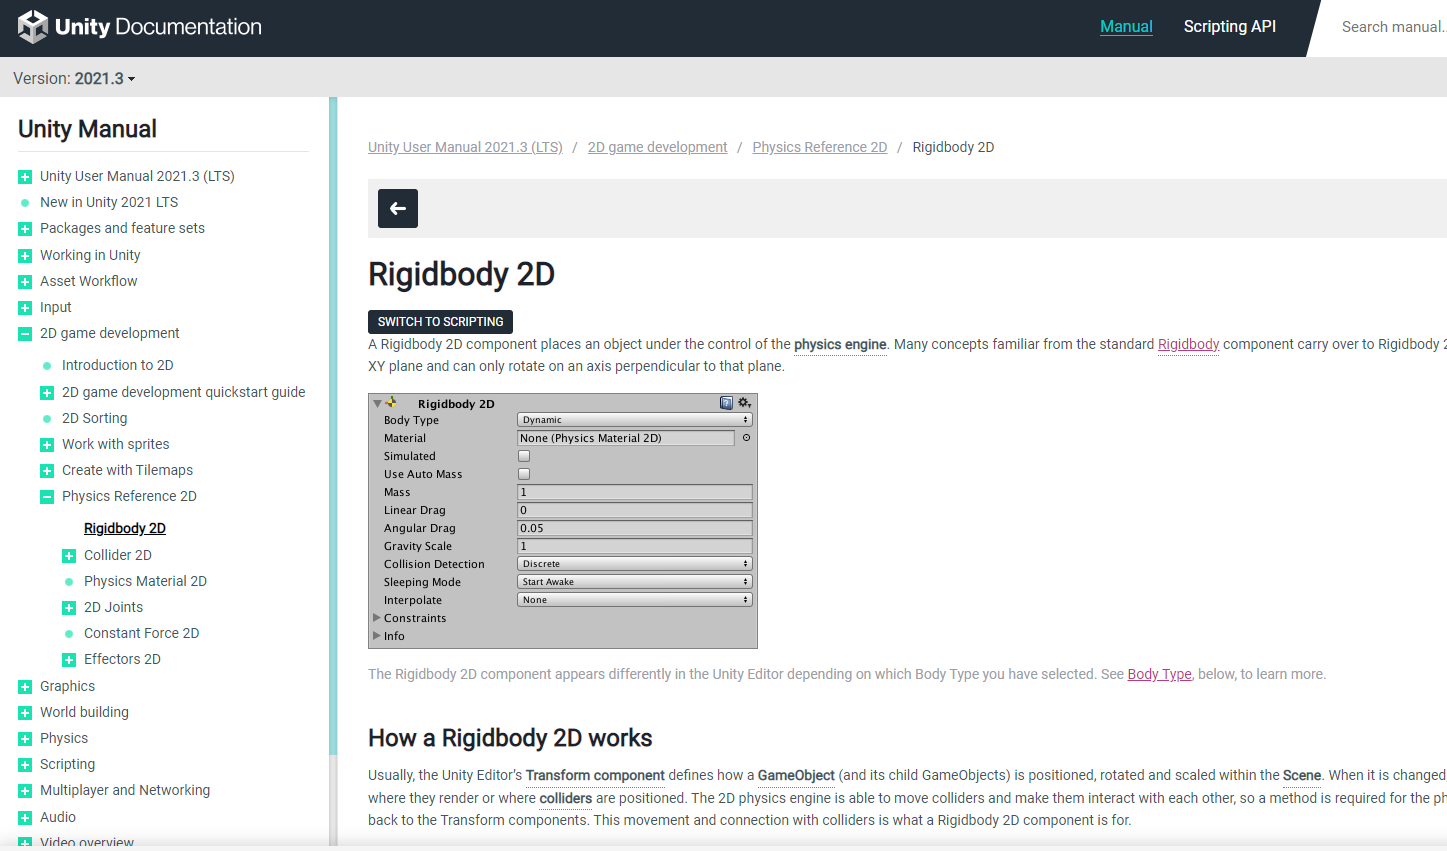 Unity Documentation
Manual
Scripting API
Search manual...
Version: 2021.3
Unity Manual
Unity User Manual 2021.3 (LTS)
New in Unity 2021 LTS
Packages and feature sets
Working in Unity
Asset Workflow
Input
2D game development
Introduction to 2D
2D game development quickstart guide
2D Sorting
Work with sprites
Create with Tilemaps
Physics Reference 2D
Rigidbody 2D
Collider 2D
Physics Material 2D
2D Joints
Constant Force 2D
Effectors 2D
Graphics
World building
Physics
Scripting
Multiplayer and Networking
Audio
Video overview
Unity User Manual 2021.3 (LTS) / 2D game development / Physics Reference 2D / Rigidbody 2D
Rigidbody 2D
SWITCH TO SCRIPTING
A Rigidbody 2D component places an object under the control of the physics engine. Many concepts familiar from the standard Rigidbody component carry over to Rigidbody 2
XY plane and can only rotate on an axis perpendicular to that plane.
Rigidbody 2D
Body Type Dynamic
Material None (Physics Material 2D)
Simulated
Use Auto Mass
Mass 1
Linear Drag 0
Angular Drag 0.05
Gravity Scale 1
Collision Detection Discrete
Sleeping Mode Start Awake
Interpolate None
Constraints
Info
The Rigidbody 2D component appears differently in the Unity Editor depending on which Body Type you have selected. See Body Type, below, to learn more.
How a Rigidbody 2D works
Usually, the Unity Editor's Transform component defines how a GameObject (and its child GameObjects) is positioned, rotated and scaled within the Scene. When it is changed
where they render or where colliders are positioned. The 2D physics engine is able to move colliders and make them interact with each other, so a method is required for the ph
back to the Transform components. This movement and connection with colliders is what a Rigidbody 2D component is for.